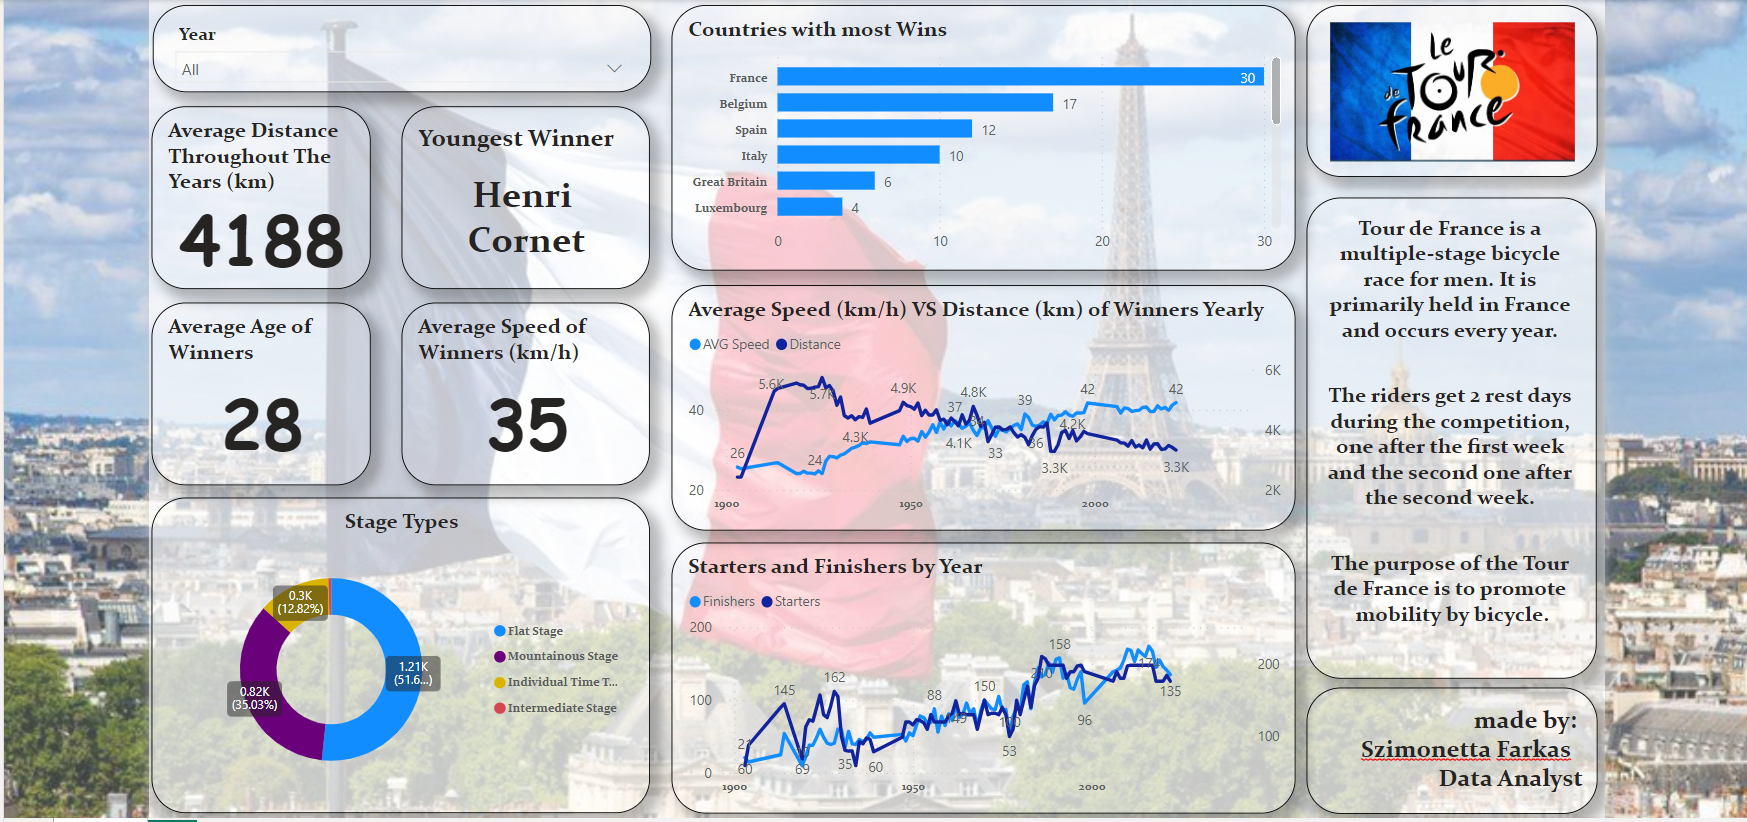 Year
All
Average Distance
Throughout The
Years (km)
4188
Youngest Winner
Henri
Cornet
Average Age of
Winners
28
Average Speed of
Winners (km/h)
35
Stage Types
0.3K
(12.82%)
1.21K
(51.6...)
0.82K
(35.03%)
Flat Stage
Mountainous Stage
Individual Time T...
Intermediate Stage
Countries with most Wins
France 30
Belgium 17
Spain 12
Italy 10
Great Britain 6
Luxembourg 4
0 10 20 30
Average Speed (km/h) VS Distance (km) of Winners Yearly
AVG Speed Distance
6K
5.6K 5.7K 4.9K 4.8K 39 42 42
40 37 4.2K 4K
4.3K 4.1K 36
26 24 33 3.3K 3.3K
20 2K
1900 1950 2000
Starters and Finishers by Year
Finishers Starters
200
158
162 200
145 88 150 135
100
96
53 100
69 35 60
0 60
1900 1950 2000
Le
Tour
de
france
Tour de France is a
multiple-stage bicycle
race for men. It is
primarily held in France
and occurs every year.
The riders get 2 rest days
during the competition,
one after the first week
and the second one after
the second week.
The purpose of the Tour
de France is to promote
mobility by bicycle.
made by:
Szimonetta Farkas
Data Analyst